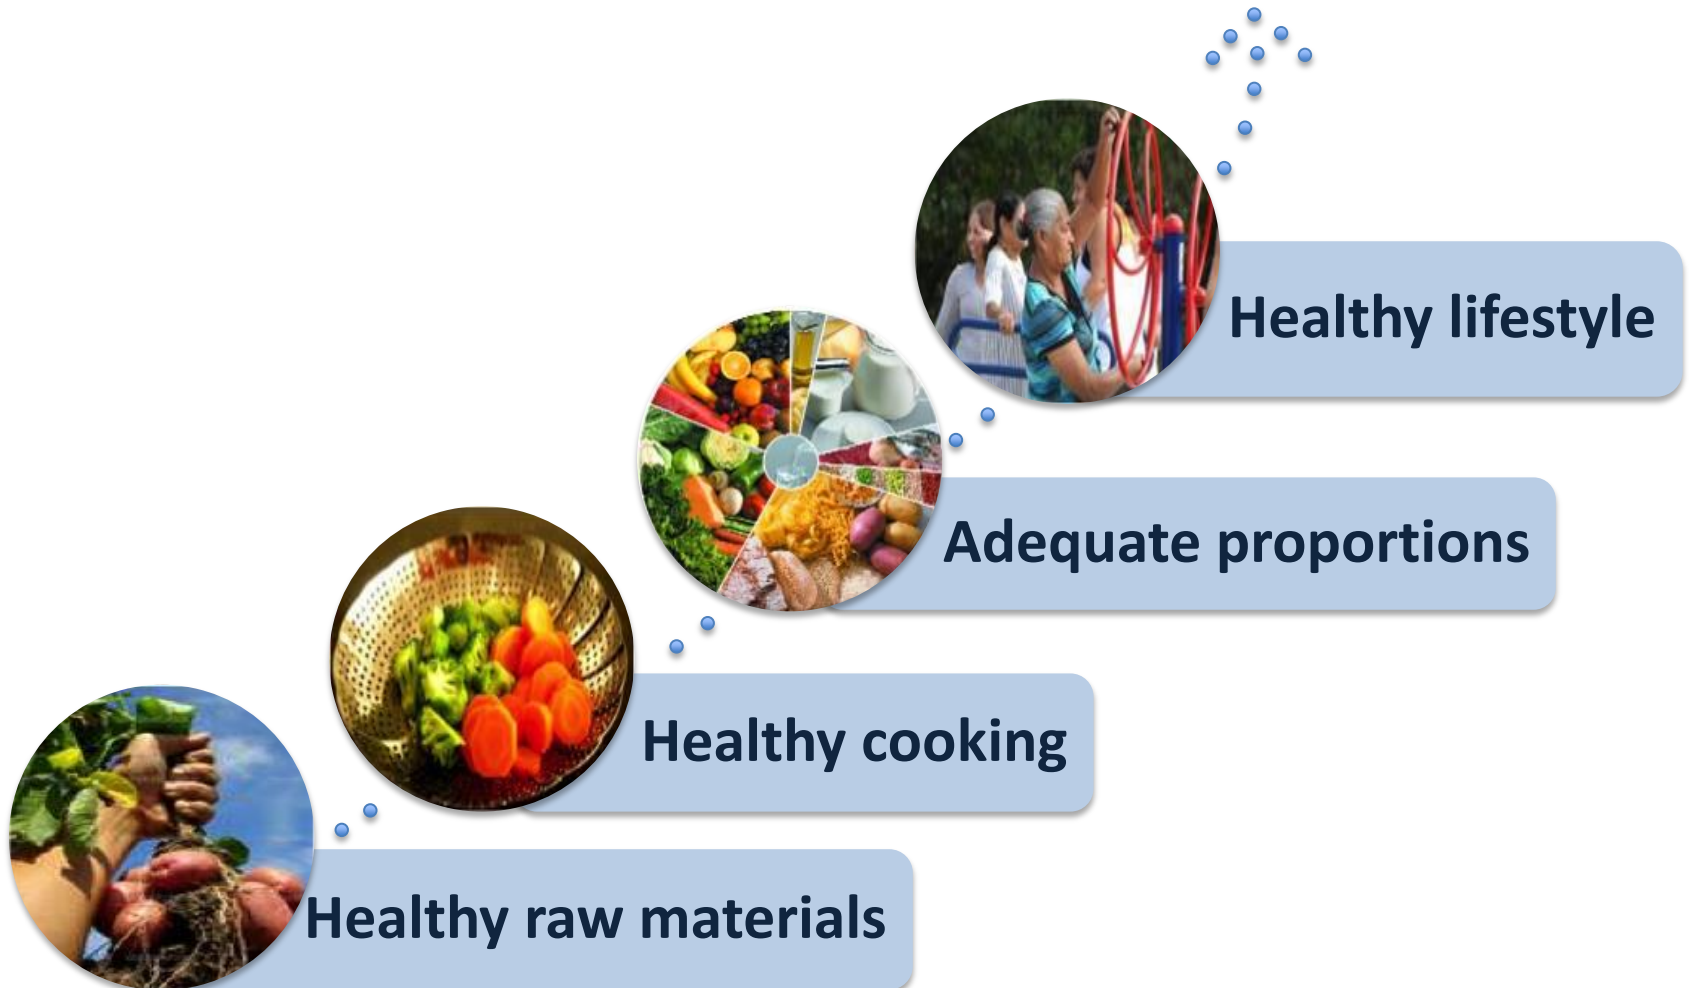 Healthy lifestyle
Adequate proportions
Healthy cooking
Healthy raw materials